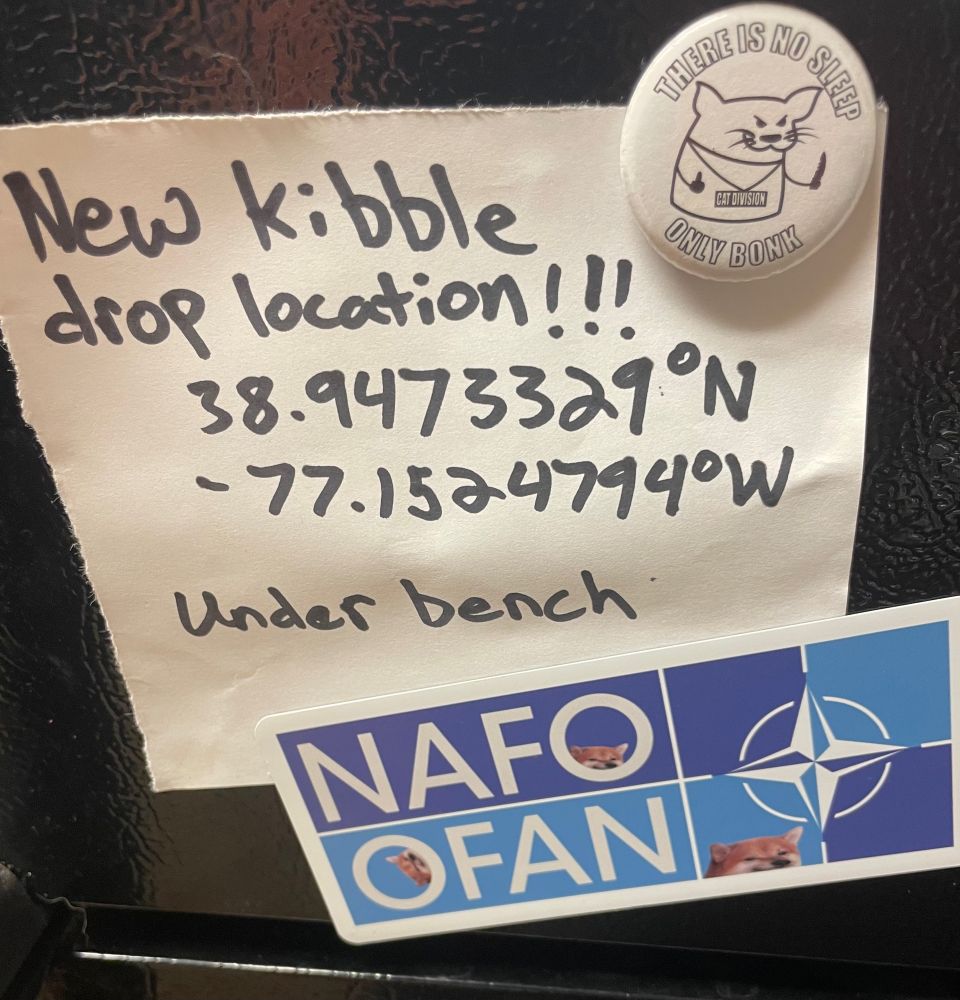 THERE IS NO SLEEP
CAT DIVISION
ONLY BONK
New kibble
drop location!!!
38.9473329°N
-77.1524794°W
Under bench
NAFO
OFAN